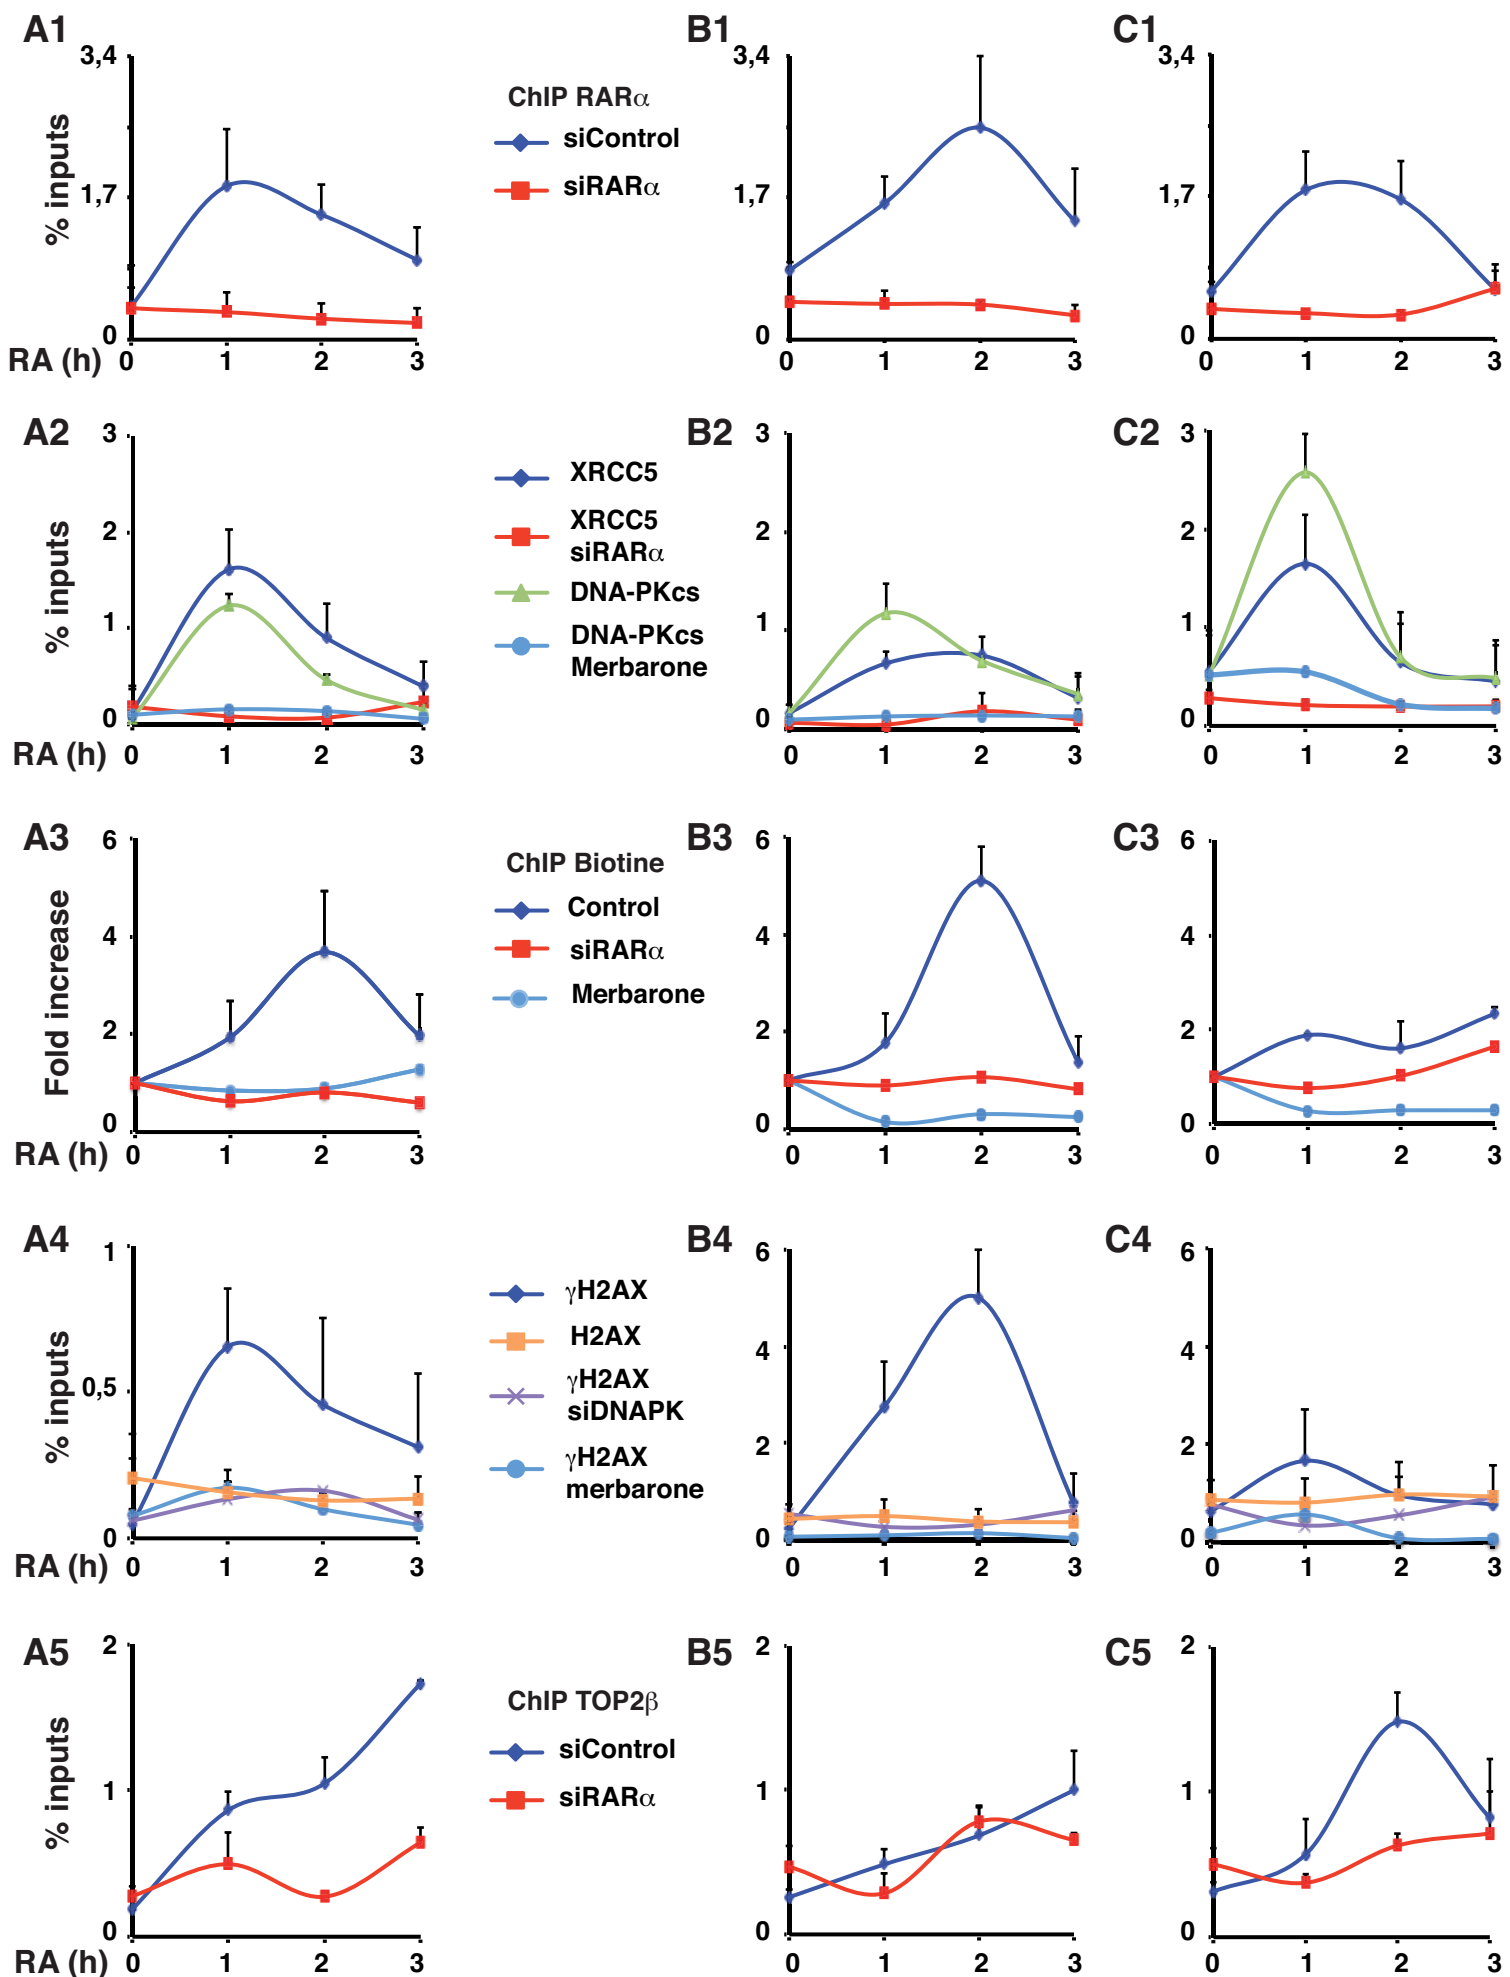 A1
B1
C1
3,4
1,7
0
% inputs
RA (h) 0 1 2 3
ChIP RARα
siControl
siRARα
3,4
1,7
0
0 1 2 3
3,4
1,7
0
0 1 2 3
A2
B2
C2
3
2
1
0
% inputs
RA (h) 0 1 2 3
XRCC5
XRCC5
siRARα
DNA-PKcs
DNA-PKcs
Merbarone
3
2
1
0
0 1 2 3
3
2
1
0
0 1 2 3
A3
B3
C3
6
4
2
0
Fold increase
RA (h) 0 1 2 3
ChIP Biotine
Control
siRARα
Merbarone
6
4
2
0
0 1 2 3
6
4
2
0
0 1 2 3
A4
B4
C4
1
0,5
0
% inputs
RA (h) 0 1 2 3
γH2AX
H2AX
γH2AX
siDNAPK
γH2AX
merbarone
6
4
2
0
0 1 2 3
6
4
2
0
0 1 2 3
A5
B5
C5
2
1
0
% inputs
RA (h) 0 1 2 3
ChIP TOP2β
siControl
siRARα
2
1
0
0 1 2 3
2
1
0
0 1 2 3